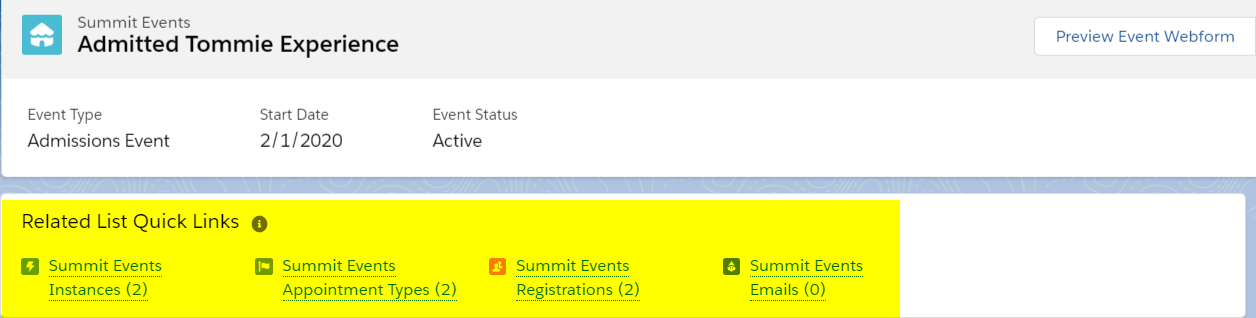 Summit Events
Admitted Tommie Experience
Preview Event Webform
Event Type
Start Date
Event Status
Admissions Event
2/1/2020
Active
Related List Quick Links
Summit Events
Instances (2)
Summit Events
Appointment Types (2)
Summit Events
Registrations (2)
Summit Events
Emails (0)